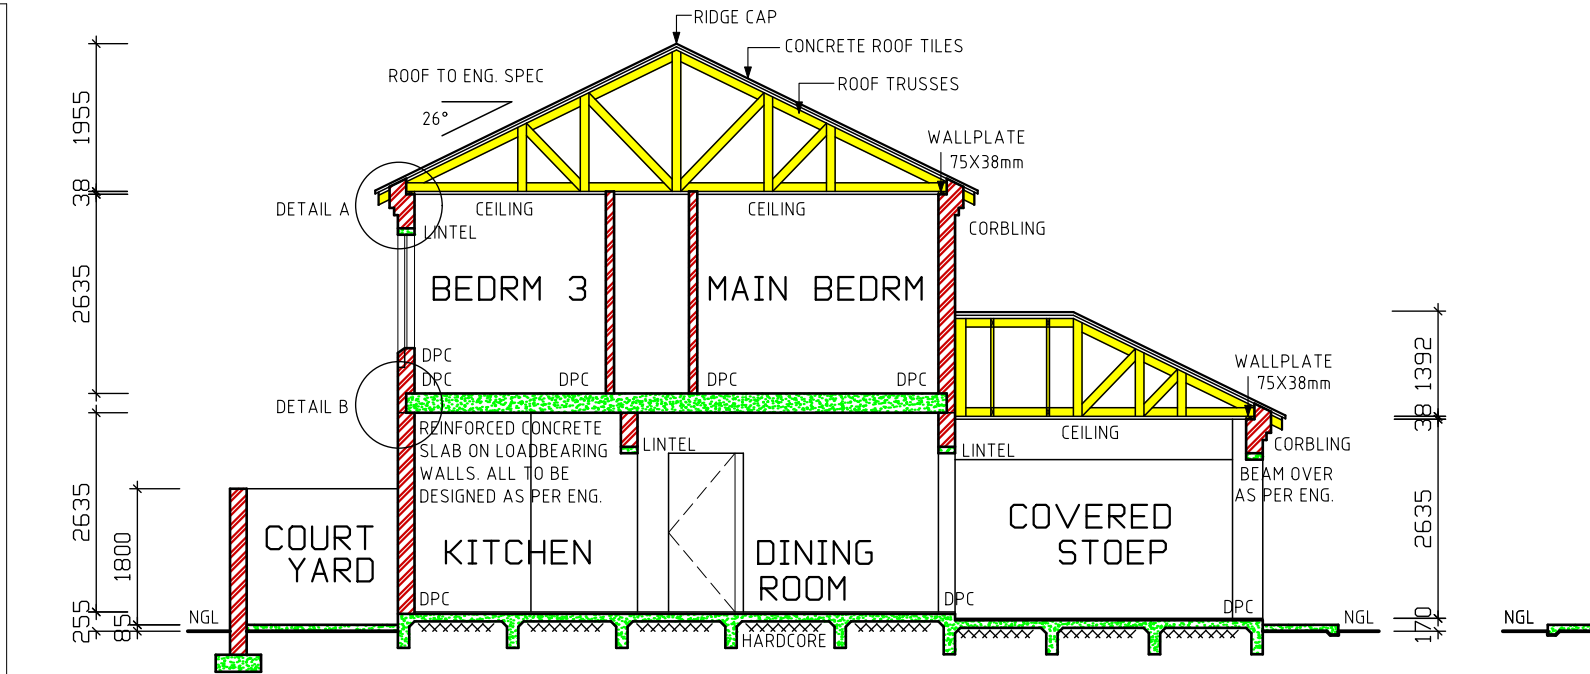 RIDGE CAP
CONCRETE ROOF TILES
ROOF TO ENG. SPEC
ROOF TRUSSES
26°
1955
WALLPLATE
75X38mm
38
DETAIL A
CEILING
CEILING
LINTEL
CORBLING
2635
BEDRM 3
MAIN BEDRM
DPC
DPC
DPC
DPC
DPC
WALLPLATE
75X38mm
1392
38
DETAIL B
REINFORCED CONCRETE
SLAB ON LOADBEARING
WALLS. ALL TO BE
DESIGNED AS PER ENG.
LINTEL
LINTEL
CEILING
CORBLING
BEAM OVER
AS PER ENG.
2635
1800
COURT
YARD
KITCHEN
DINING
ROOM
COVERED
STOEP
2635
DPC
DPC
DPC
255
85
NGL
HARDCORE
NGL
170
NGL